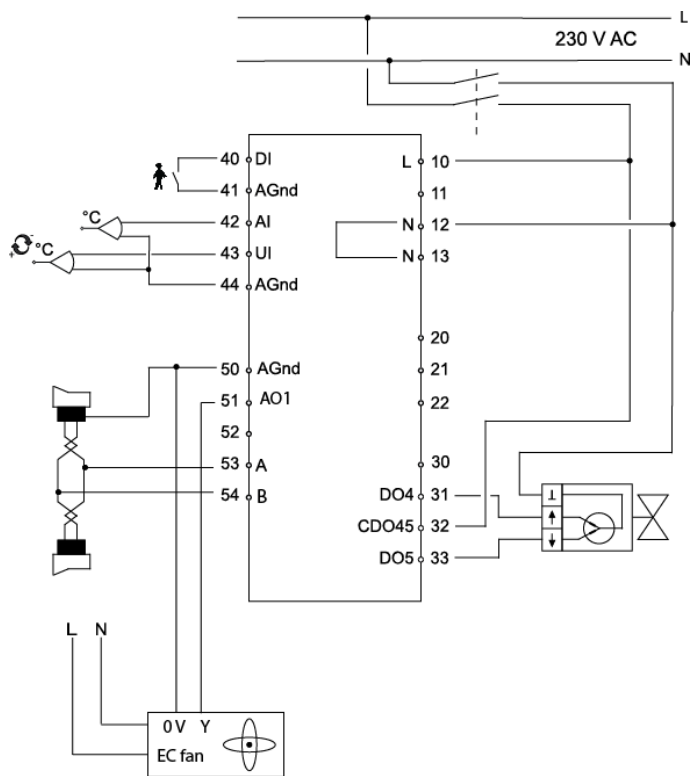 L
230 V AC
N
40 DI
41 AGnd
42 AI
43 UI
44 AGnd
°C
°C
+ -
50 AGnd
51 AO1
52
53 A
54 B
L 10
11
N 12
N 13
20
21
22
30
DO4 31
CDO45 32
DO5 33
⊥
↑
↓
L N
0V Y
EC fan